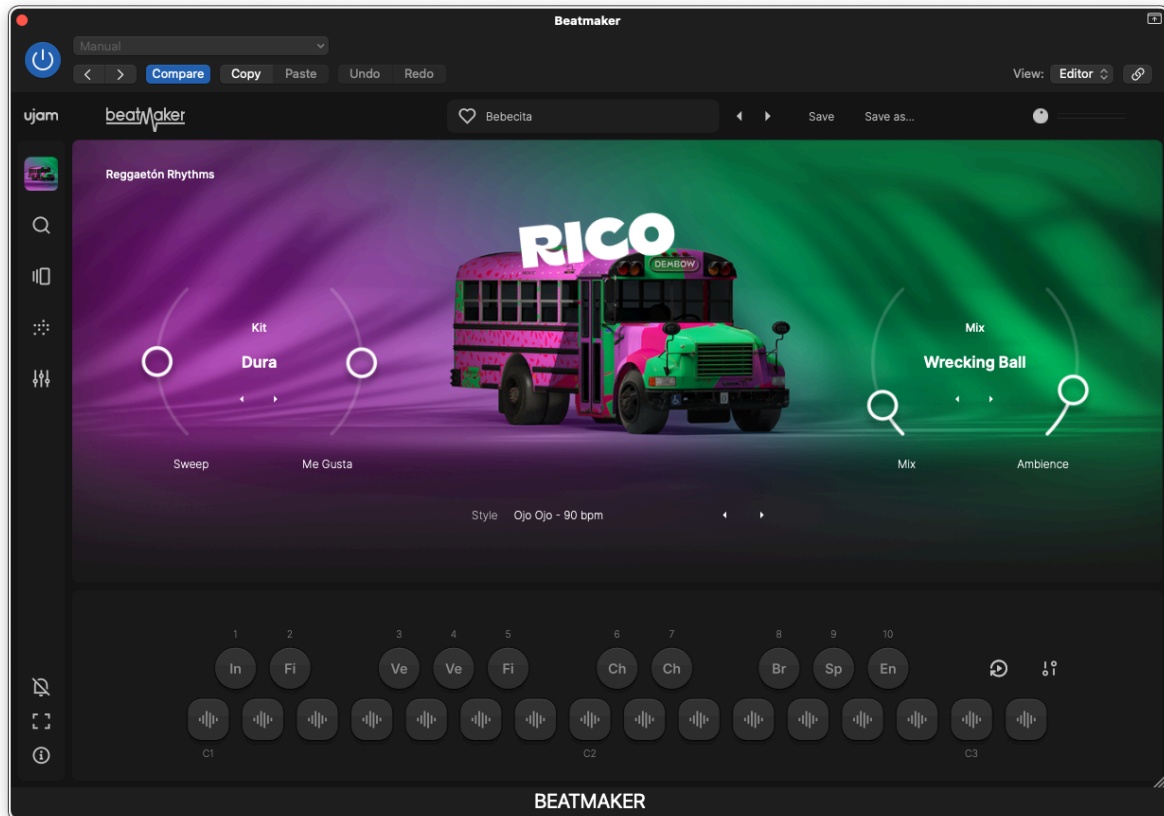 Beatmaker
Manual
Compare Copy Paste Undo Redo View: Editor
ujam beatMaker Bebecita Save Save as...
Reggaetón Rhythms
RICO
DEMBOW
Kit
Dura
Mix
Wrecking Ball
Sweep Me Gusta Mix Ambience
Style Ojo Ojo - 90 bpm
1 2 3 4 5 6 7 8 9 10
In Fi Ve Ve Fi Ch Ch Br Sp En
C1 C2 C3
BEATMAKER